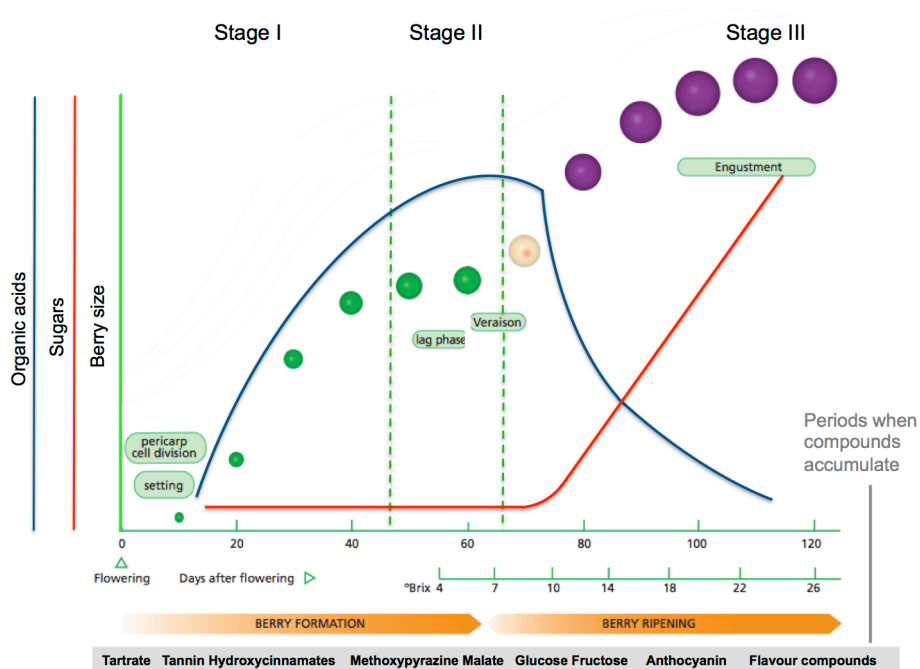 Stage I
Stage II
Stage III
Organic acids
Sugars
Berry size
Engustment
Veraison
lag phase
pericarp
cell division
setting
Periods when
compounds
accumulate
0 20 40 60 80 100 120
Flowering
Days after flowering
°Brix 4 7 10 14 18 22 26
BERRY FORMATION
BERRY RIPENING
Tartrate Tannin Hydroxycinnamates Methoxypyrazine Malate Glucose Fructose Anthocyanin Flavour compounds